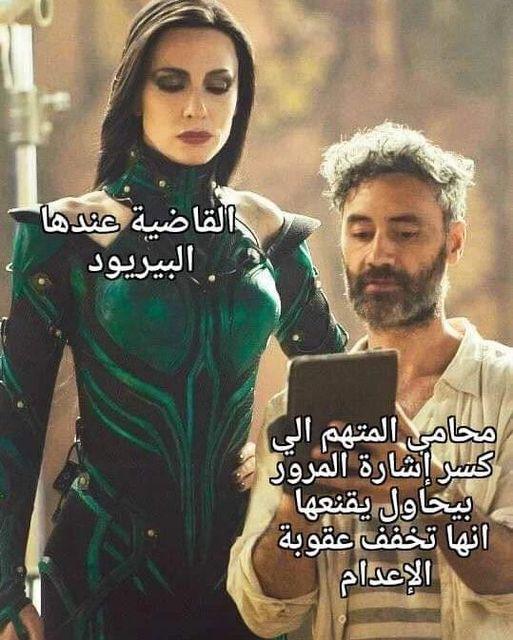 القاضية عندها
البيريود
محامي المتهم الي
كسر إشارة المرور
بيحاول يقنعها
انها تخفف عقوبة
الإعدام